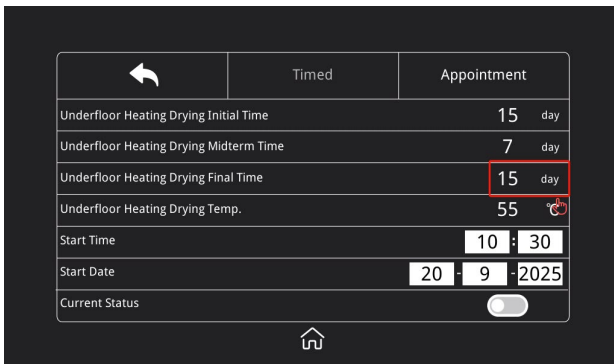 Timed Appointment
Underfloor Heating Drying Initial Time 15 day
Underfloor Heating Drying Midterm Time 7 day
Underfloor Heating Drying Final Time 15 day
Underfloor Heating Drying Temp. 55 ℃
Start Time 10 : 30
Start Date 20 - 9 - 2025
Current Status